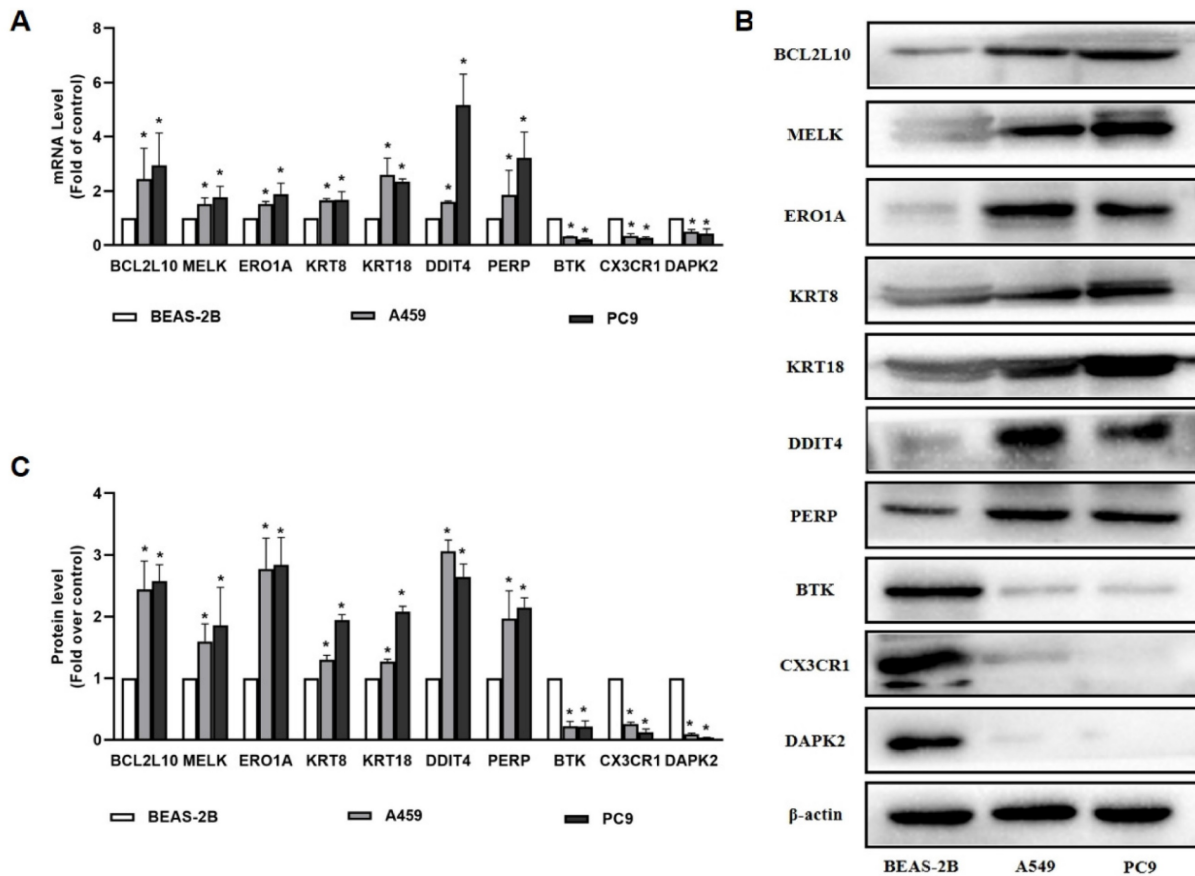 A
mRNA Level
(Fold of control)
8
6
4
2
0
* * * * * * * * * * * * * * * * * * * *
BCL2L10 MELK ERO1A KRT8 KRT18 DDIT4 PERP BTK CX3CR1 DAPK2
BEAS-2B A459 PC9
B
BCL2L10
MELK
ERO1A
KRT8
KRT18
DDIT4
PERP
BTK
CX3CR1
DAPK2
β-actin
BEAS-2B A549 PC9
C
Protein level
(Fold over control)
4
3
2
1
0
* * * * * * * * * * * * * * * * * * * *
BCL2L10 MELK ERO1A KRT8 KRT18 DDIT4 PERP BTK CX3CR1 DAPK2
BEAS-2B A459 PC9